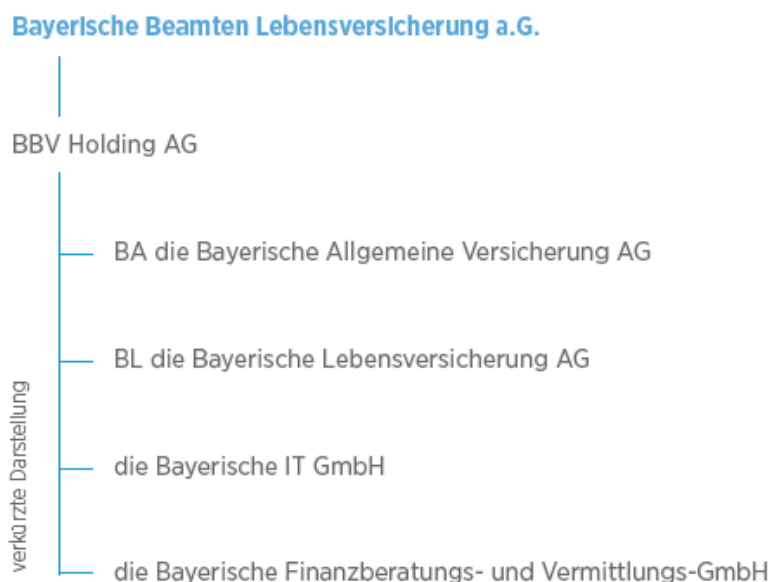 Bayerische Beamten Lebensversicherung a.G.
BBV Holding AG
BA die Bayerische Allgemeine Versicherung AG
BL die Bayerische Lebensversicherung AG
die Bayerische IT GmbH
die Bayerische Finanzberatungs- und Vermittlungs-GmbH
verkürzte Darstellung